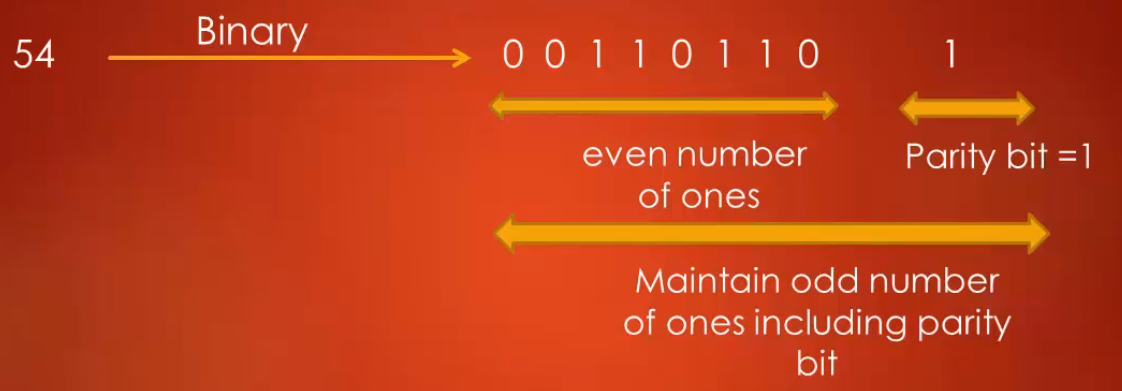 54
Binary
0 0 1 1 0 1 1 0 1
even number
of ones
Parity bit =1
Maintain odd number
of ones including parity
bit